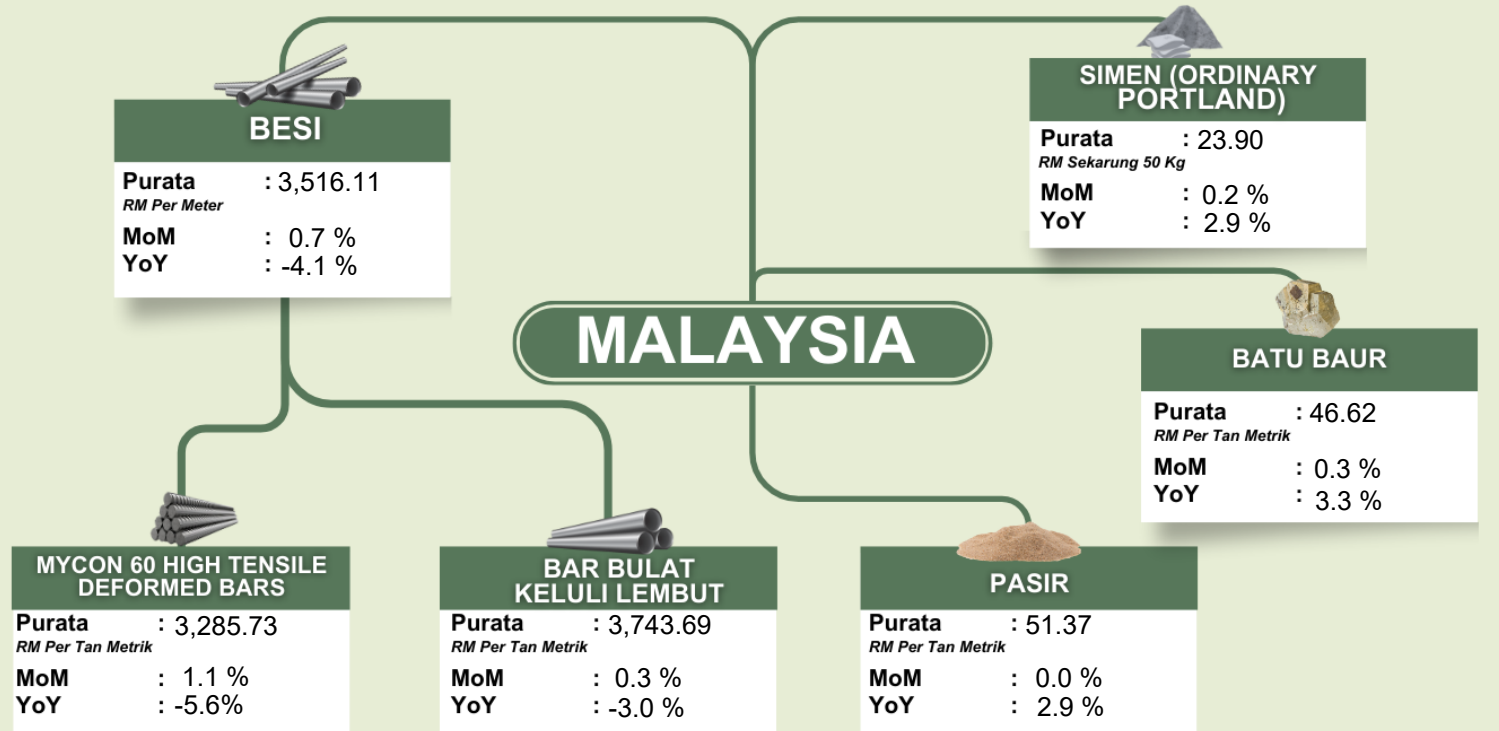 BESI
Purata : 3,516.11
RM Per Meter
MoM : 0.7 %
YoY : -4.1 %
SIMEN (ORDINARY
PORTLAND)
Purata : 23.90
RM Sekarung 50 Kg
MoM : 0.2 %
YoY : 2.9 %
MALAYSIA
BATU BAUR
Purata : 46.62
RM Per Tan Metrik
MoM : 0.3 %
YoY : 3.3 %
MYCON 60 HIGH TENSILE
DEFORMED BARS
Purata : 3,285.73
RM Per Tan Metrik
MoM : 1.1 %
YoY : -5.6%
BAR BULAT
KELULI LEMBUT
Purata : 3,743.69
RM Per Tan Metrik
MoM : 0.3 %
YoY : -3.0 %
PASIR
Purata : 51.37
RM Per Tan Metrik
MoM : 0.0 %
YoY : 2.9 %